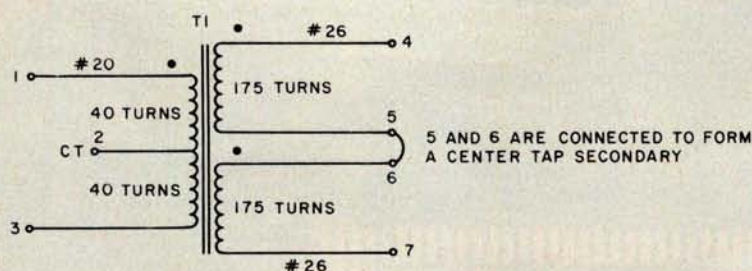 T1
#26
4
#20
1
175 TURNS
40 TURNS
5
2
CT
5 AND 6 ARE CONNECTED TO FORM
A CENTER TAP SECONDARY
6
40 TURNS
175 TURNS
3
7
#26